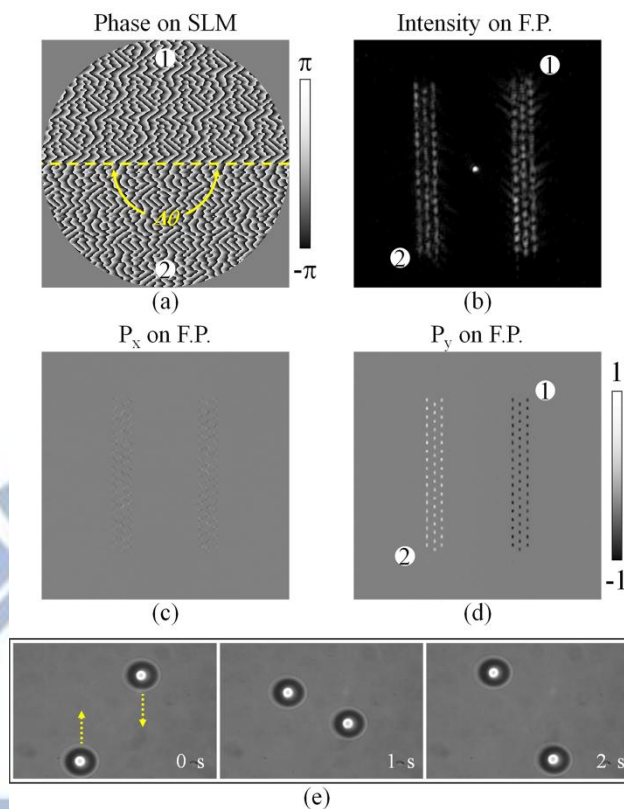 Phase on SLM
Intensity on F.P.
1
π
Δθ
2
-π
1
2
(a)
(b)
Pₓ on F.P.
P_y on F.P.
1
1
2
-1
(c)
(d)
0 s
1 s
2 s
(e)